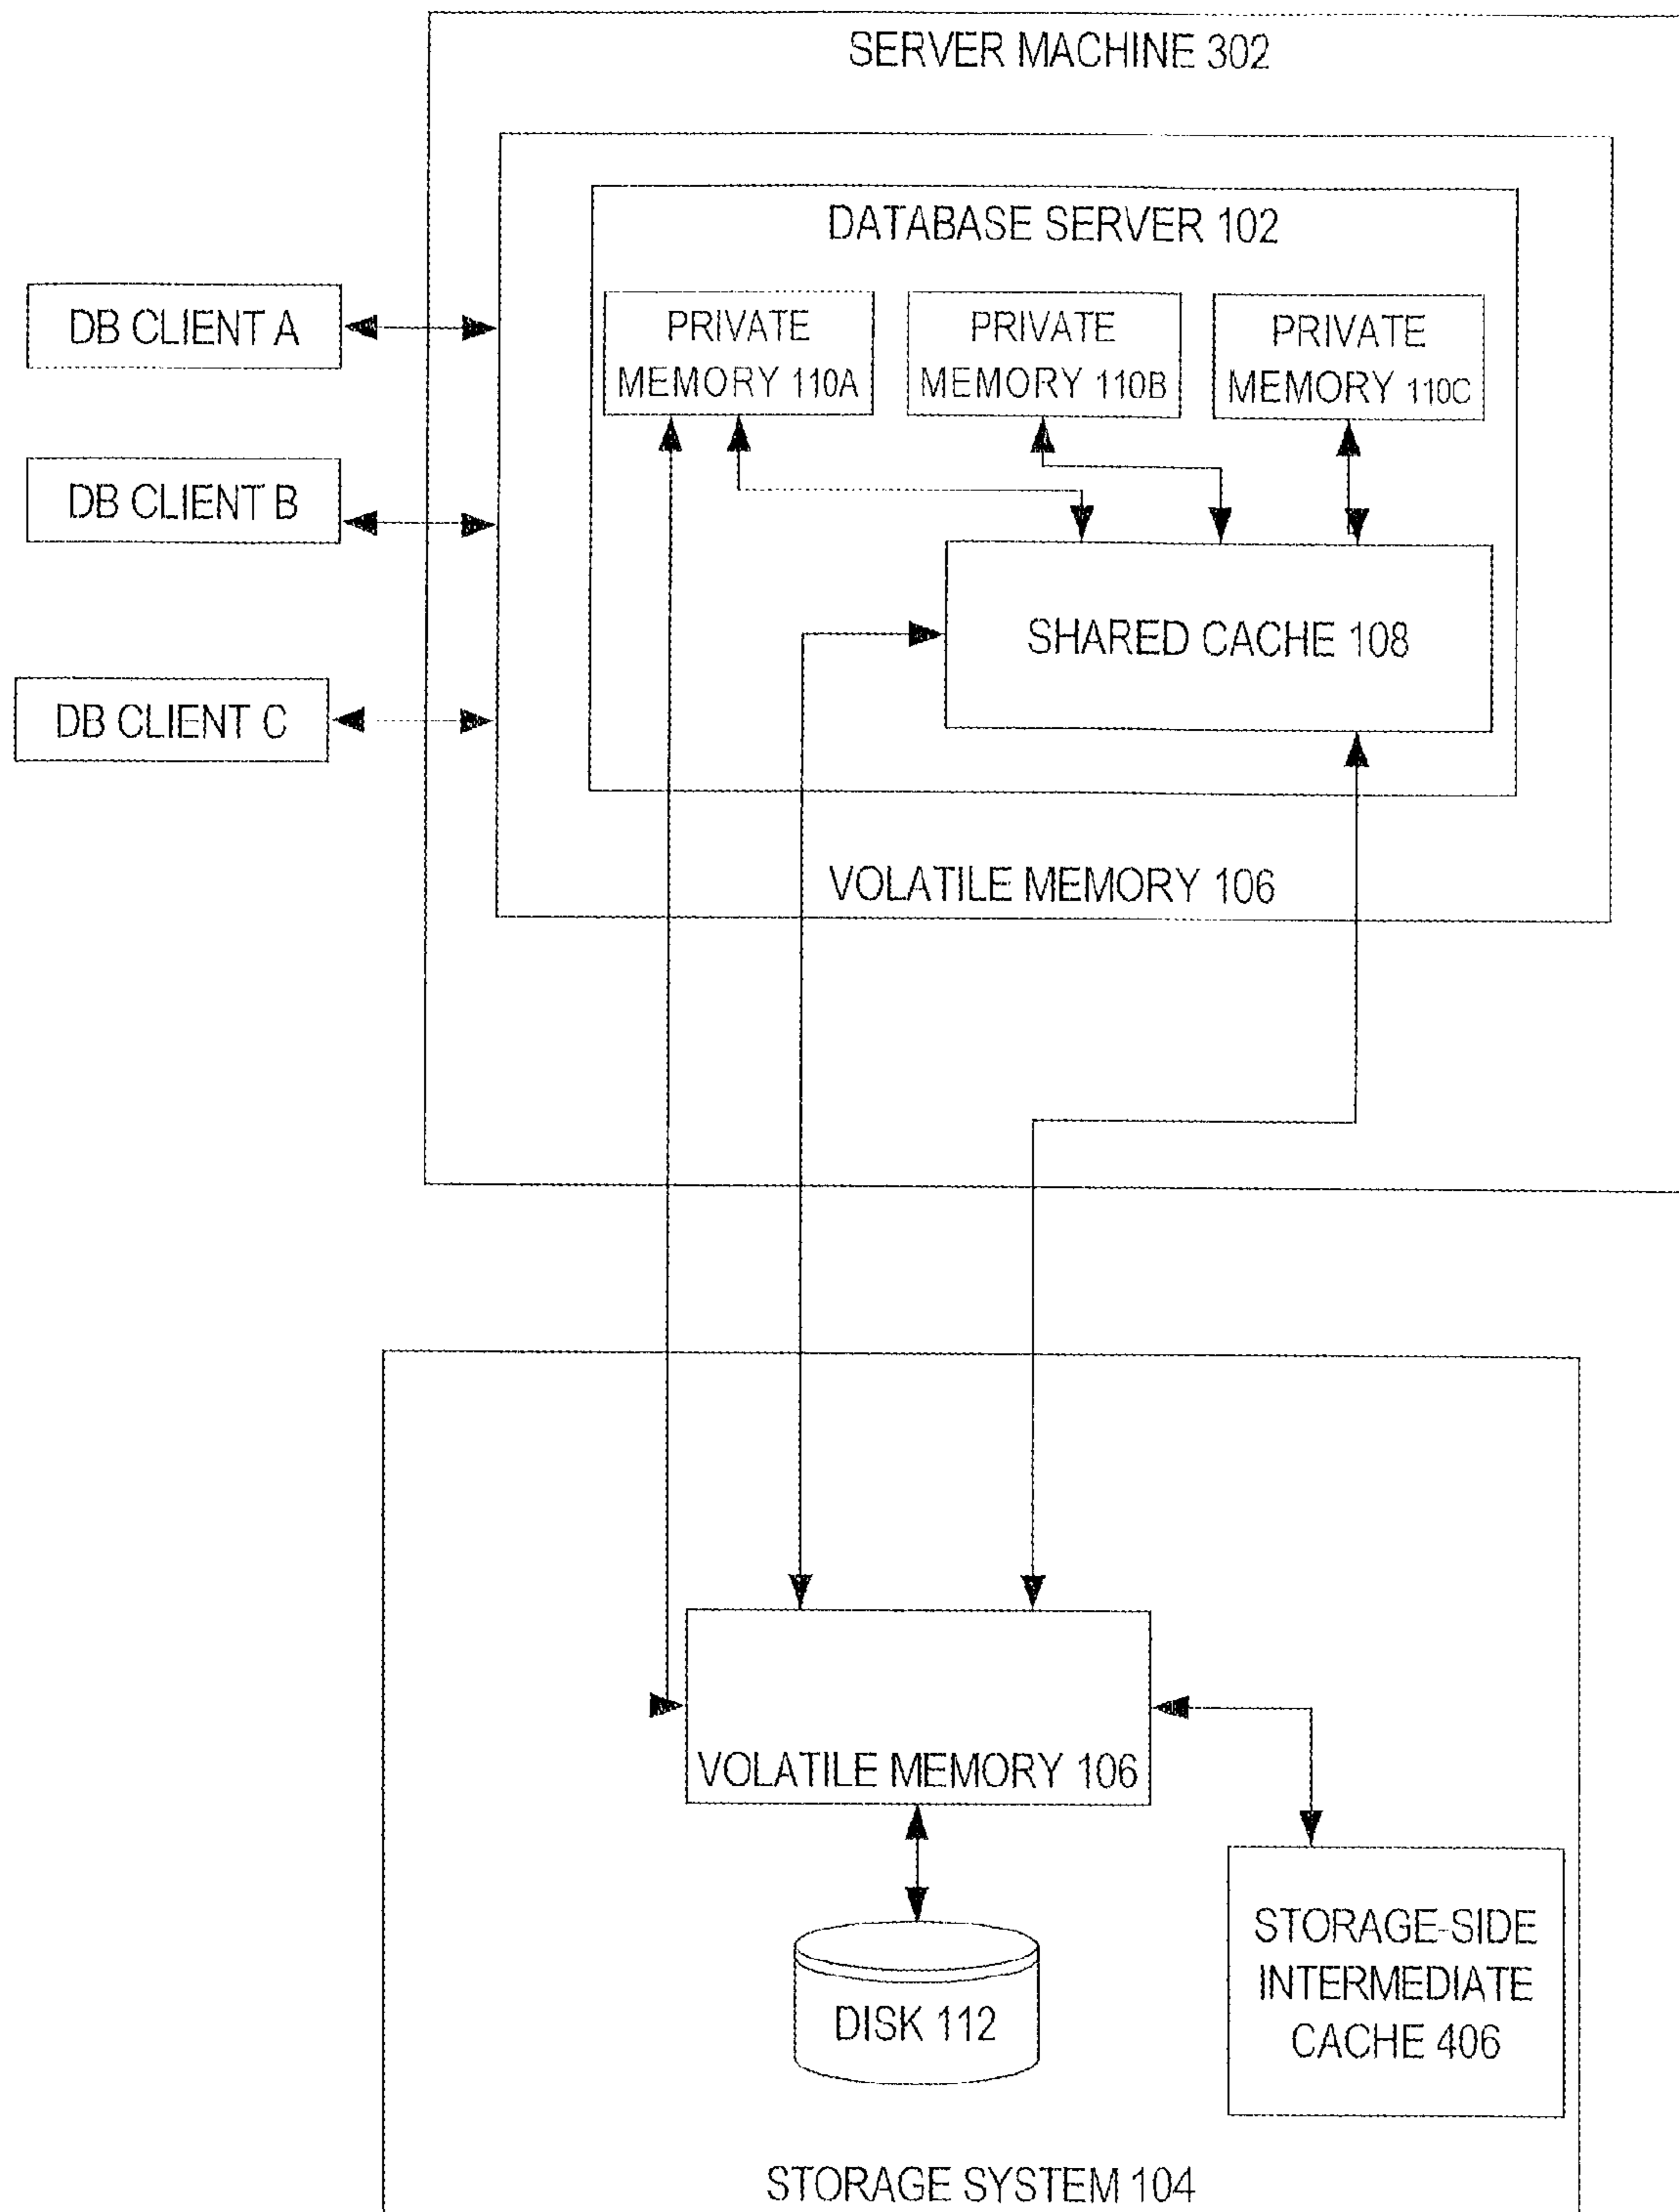 SERVER MACHINE 302
DATABASE SERVER 102
PRIVATE
MEMORY 110A
PRIVATE
MEMORY 110B
PRIVATE
MEMORY 110C
DB CLIENT A
DB CLIENT B
DB CLIENT C
SHARED CACHE 108
VOLATILE MEMORY 106
VOLATILE MEMORY 106
DISK 112
STORAGE-SIDE
INTERMEDIATE
CACHE 406
STORAGE SYSTEM 104